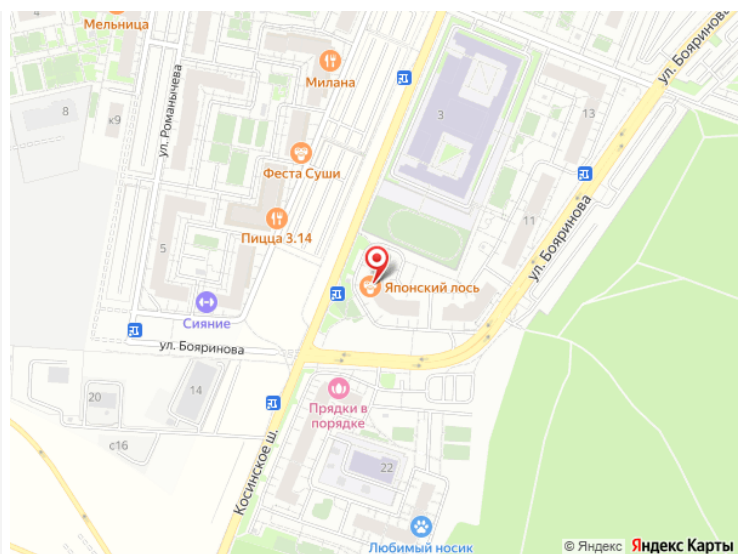 Мельница
ул. Романычева
8
к9
Милана
Феста Суши
Пицца 3.14
5
Сияние
ул. Бояринова
3
13
11
ул. Бояринова
ул. Бояринова
Японский лось
14
20
с16
Косинское ш.
Прядки в
порядке
22
Любимый носик
© Яндекс Яндекс Карты